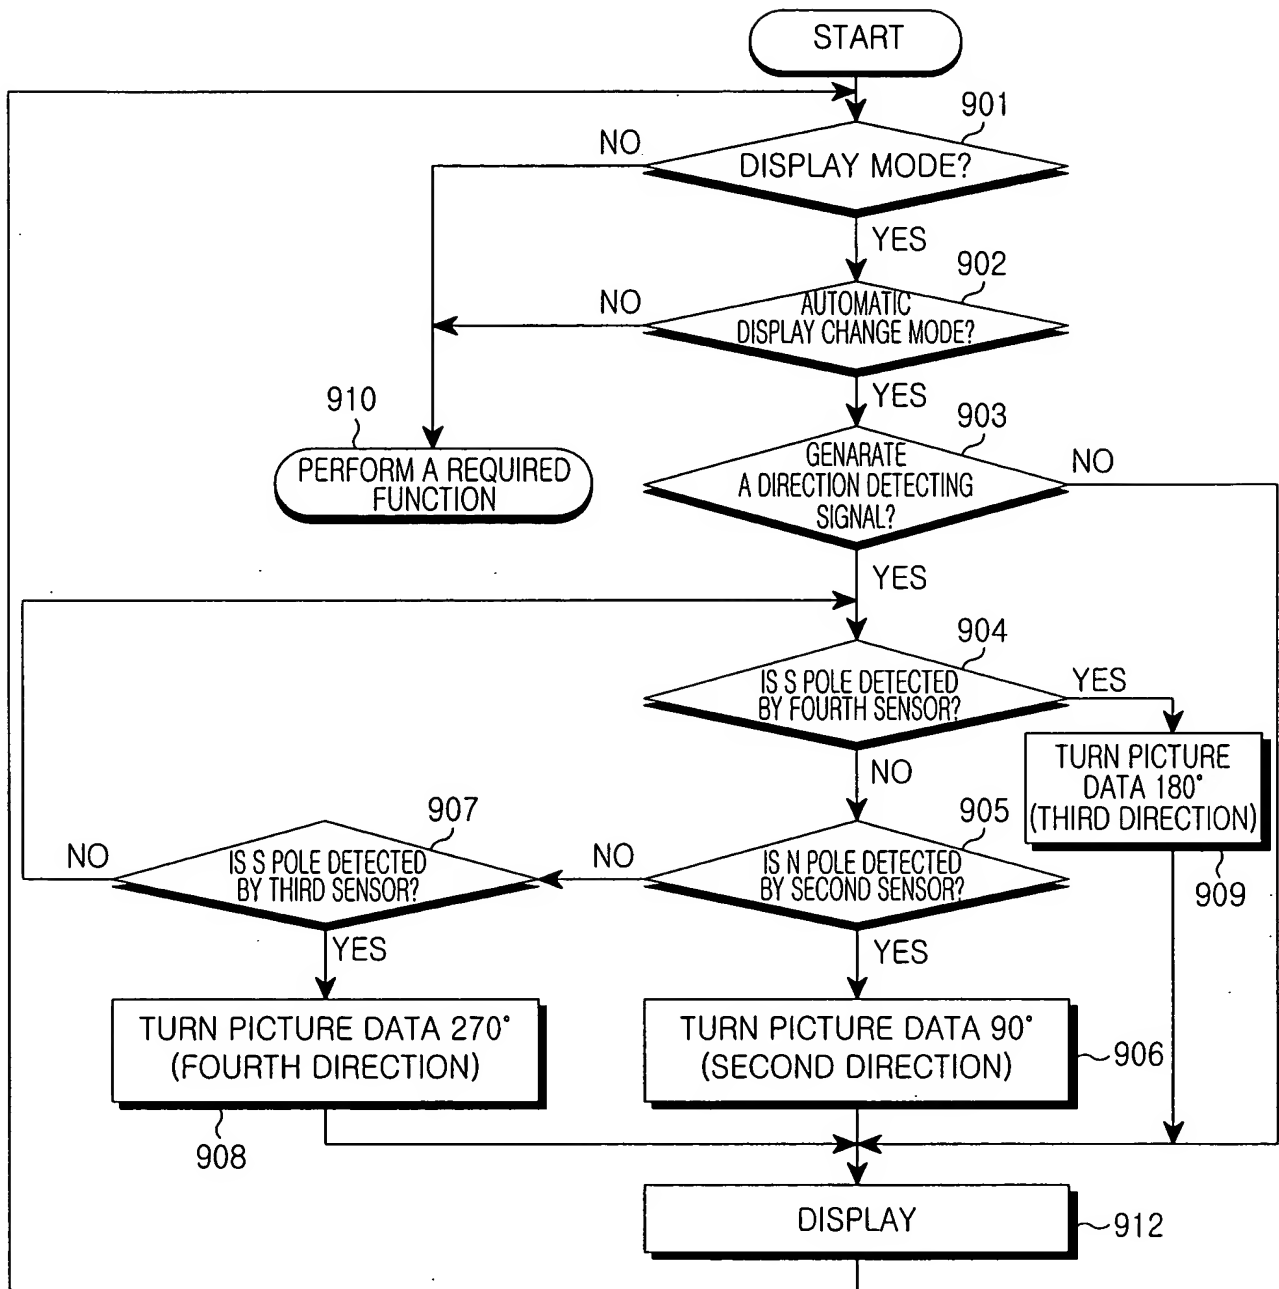 START
901
NO
DISPLAY MODE?
YES
902
NO
AUTOMATIC
DISPLAY CHANGE MODE?
YES
910
903
PERFORM A REQUIRED
FUNCTION
GENARATE
A DIRECTION DETECTING
SIGNAL?
NO
YES
904
IS S POLE DETECTED
BY FOURTH SENSOR?
YES
NO
TURN PICTURE
DATA 180°
(THIRD DIRECTION)
909
907
905
NO
IS S POLE DETECTED
BY THIRD SENSOR?
NO
IS N POLE DETECTED
BY SECOND SENSOR?
YES
YES
TURN PICTURE DATA 270°
(FOURTH DIRECTION)
908
TURN PICTURE DATA 90°
(SECOND DIRECTION)
906
DISPLAY
912